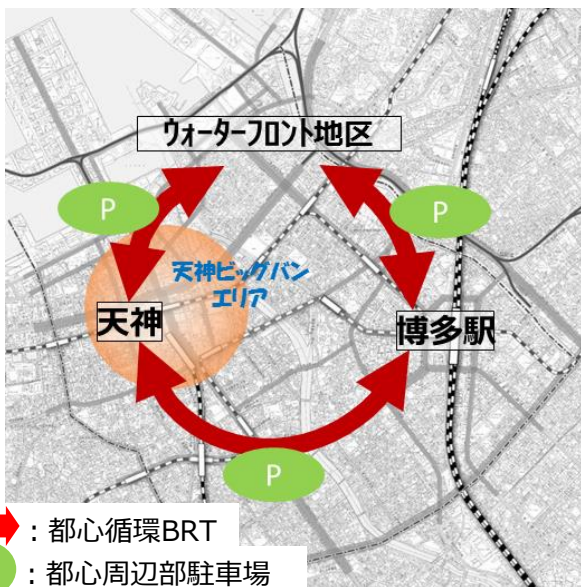 ウォーターフロント地区
P
P
天神ビッグバン
エリア
天神
博多駅
P
：都心循環BRT
：都心周辺部駐車場